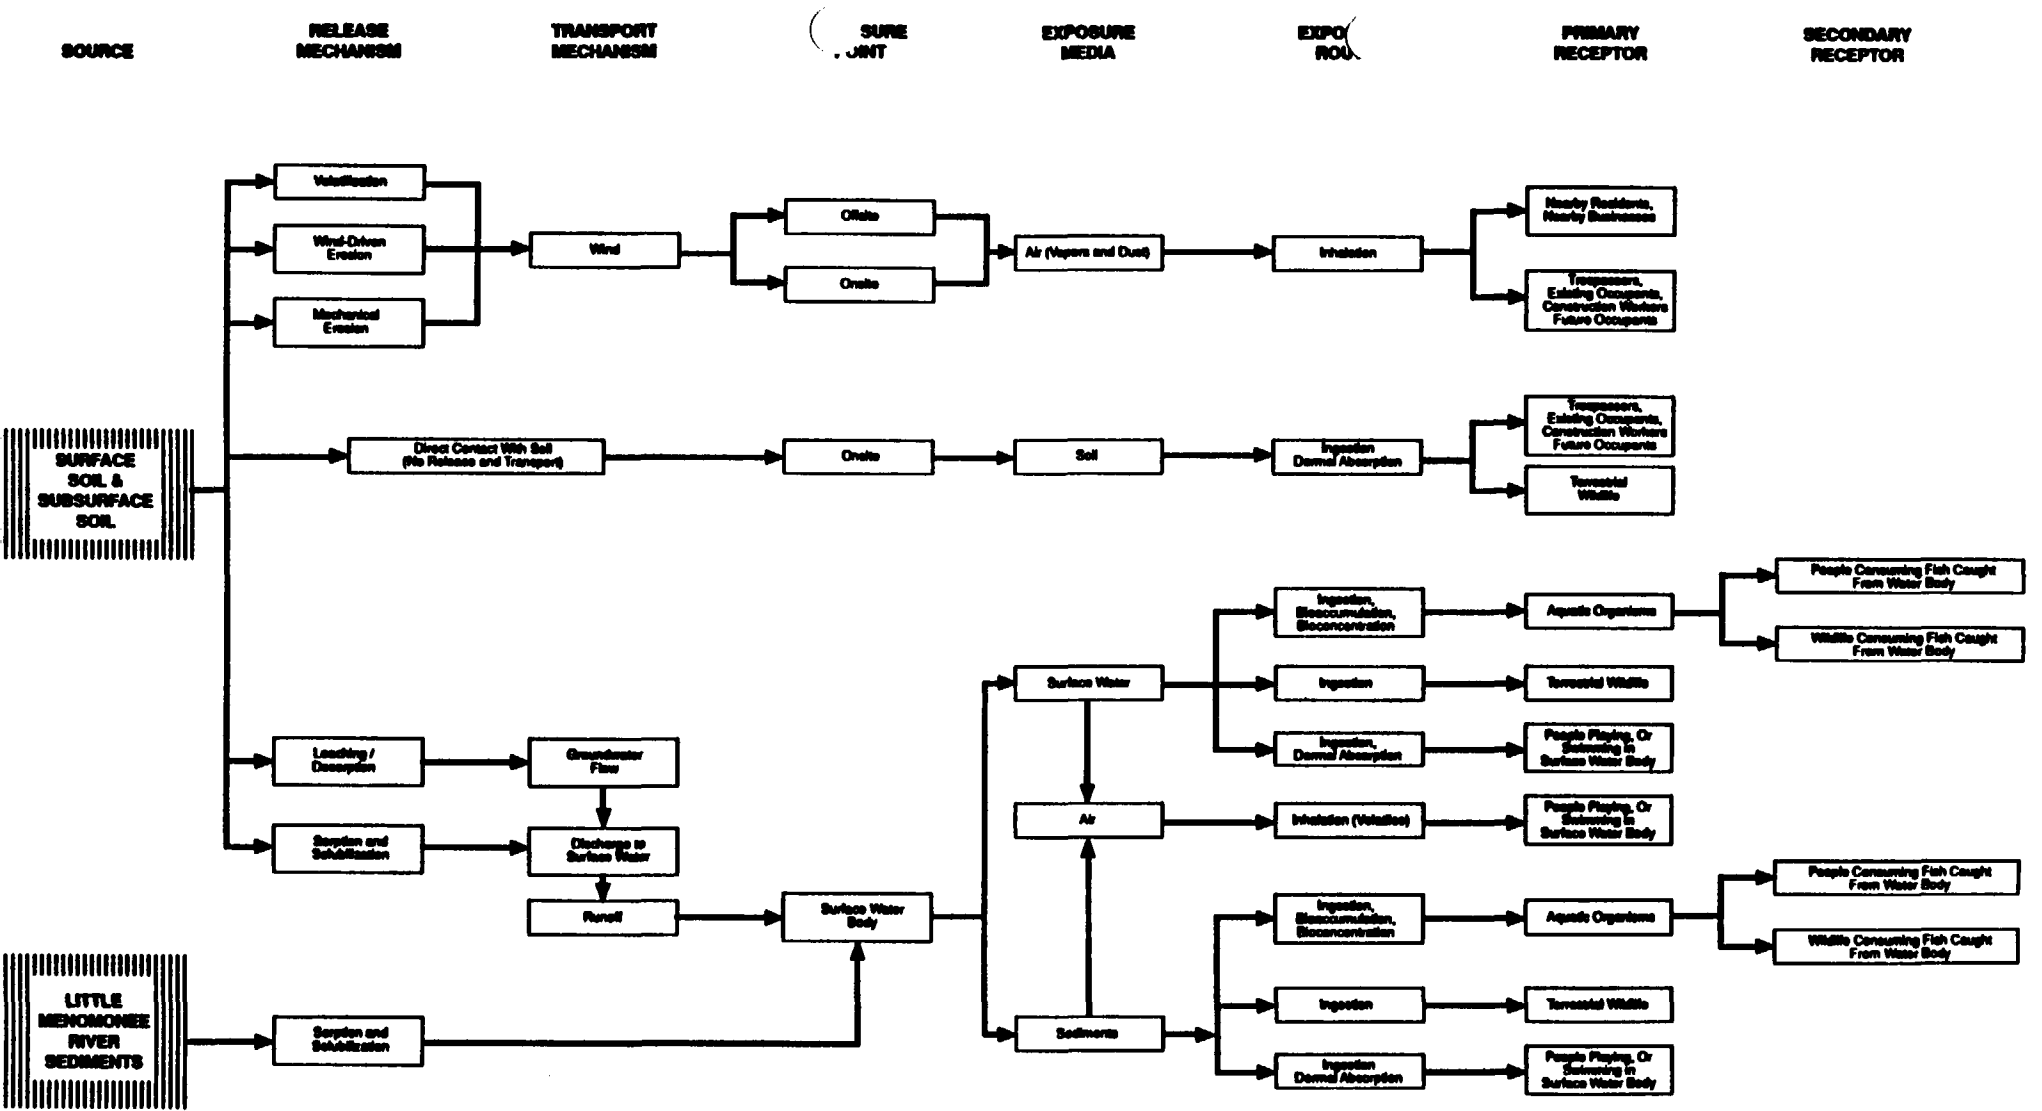 SOURCE
RELEASE
MECHANISM
TRANSPORT
MECHANISM
SURE
OINT
EXPOSURE
MEDIA
EXPO
ROU
PRIMARY
RECEPTOR
SECONDARY
RECEPTOR
Volatilization
Wind-Driven
Erosion
Mechanical
Erosion
Wind
Offsite
Onsite
Air (Vapors and Dust)
Inhalation
Nearby Residents,
Nearby Businesses
Trespassers,
Existing Occupants,
Construction Workers
Future Occupants
SURFACE
SOIL &
SUBSURFACE
SOIL
Direct Contact With Soil
(No Release and Transport)
Onsite
Soil
Ingestion
Dermal Absorption
Trespassers,
Existing Occupants,
Construction Workers
Future Occupants
Terrestrial
Wildlife
Leaching /
Desorption
Groundwater
Flow
Sorption and
Solubilization
Discharge to
Surface Water
Runoff
Surface Water
Body
Surface Water
Air
Sediments
Ingestion,
Bioaccumulation,
Bioconcentration
Aquatic Organisms
People Consuming Fish Caught
From Water Body
Wildlife Consuming Fish Caught
From Water Body
Ingestion
Terrestrial Wildlife
Ingestion,
Dermal Absorption
People Playing, Or
Swimming in
Surface Water Body
Inhalation (Volatiles)
People Playing, Or
Swimming in
Surface Water Body
Ingestion,
Bioaccumulation,
Bioconcentration
Aquatic Organisms
People Consuming Fish Caught
From Water Body
Wildlife Consuming Fish Caught
From Water Body
Ingestion
Terrestrial Wildlife
Ingestion
Dermal Absorption
People Playing, Or
Swimming in
Surface Water Body
LITTLE
MENOMONEE
RIVER
SEDIMENTS
Sorption and
Solubilization